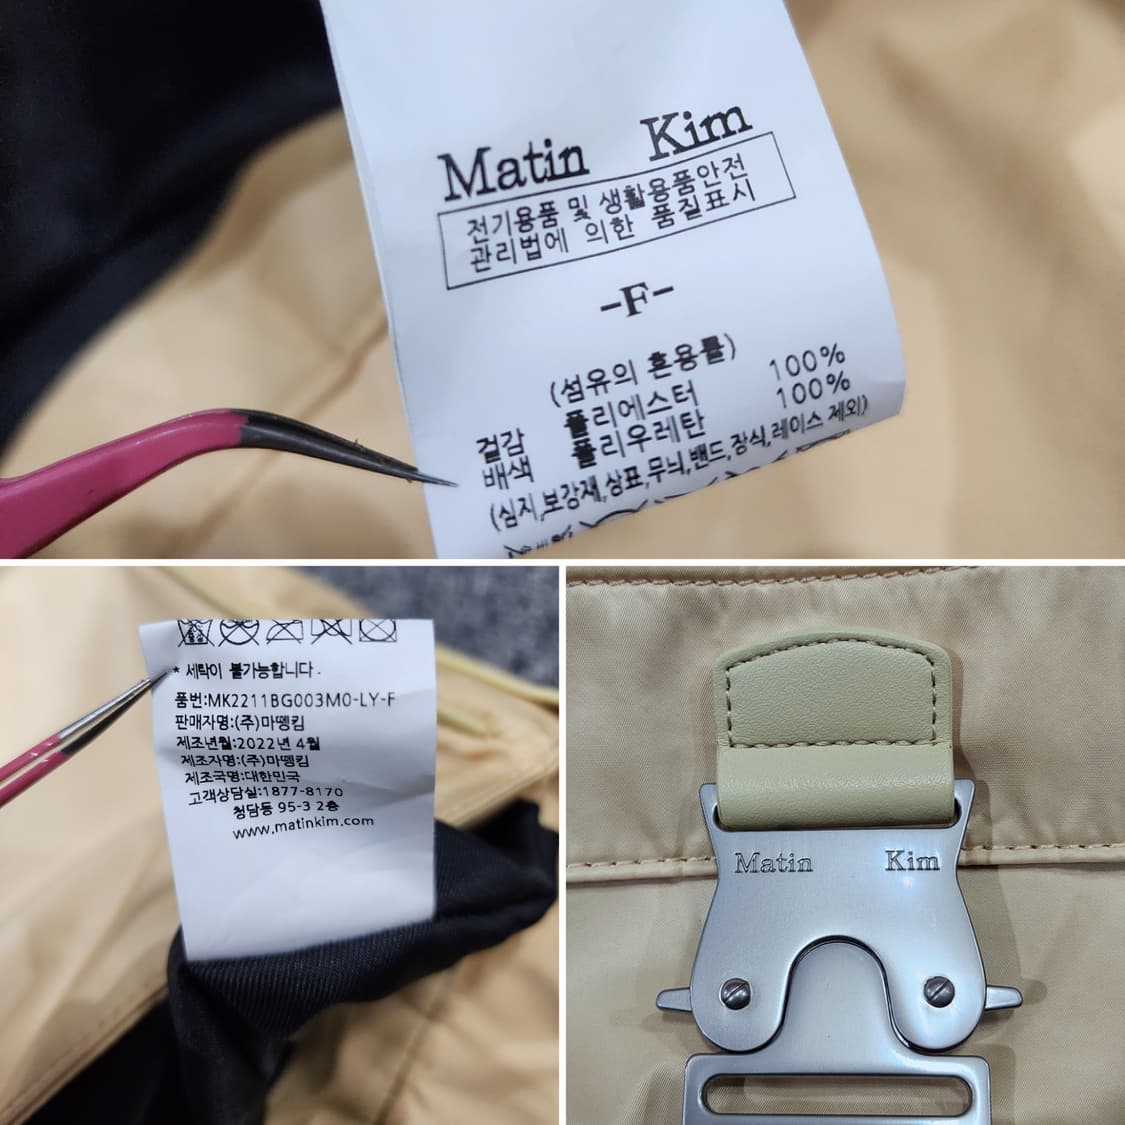 Matin Kim
전기용품 및 생활용품안전
관리법에 의한 품질표시
-F-
(섬유의 혼용률)
겉감 폴리에스터 100%
배색 폴리우레탄 100%
(심지,보강재,상표,무늬,밴드,장식,레이스 제외)
* 세탁이 불가능합니다.
품번:MK2211BG003M0-LY-F
판매자명:(주)마뗑킴
제조년월:2022년 4월
제조자명:(주)마뗑킴
제조국명:대한민국
고객상담실:1877-8170
청담동 95-3 2층
www.matinkim.com
Matin Kim